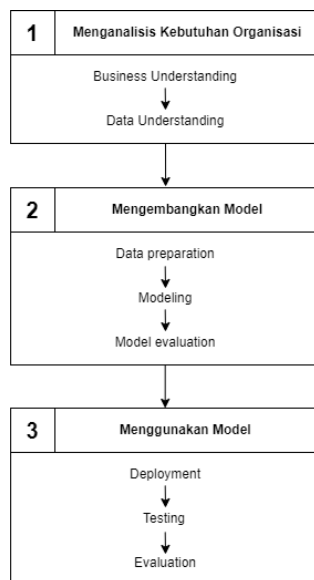 1
Menganalisis Kebutuhan Organisasi
Business Understanding
Data Understanding
2
Mengembangkan Model
Data preparation
Modeling
Model evaluation
3
Menggunakan Model
Deployment
Testing
Evaluation